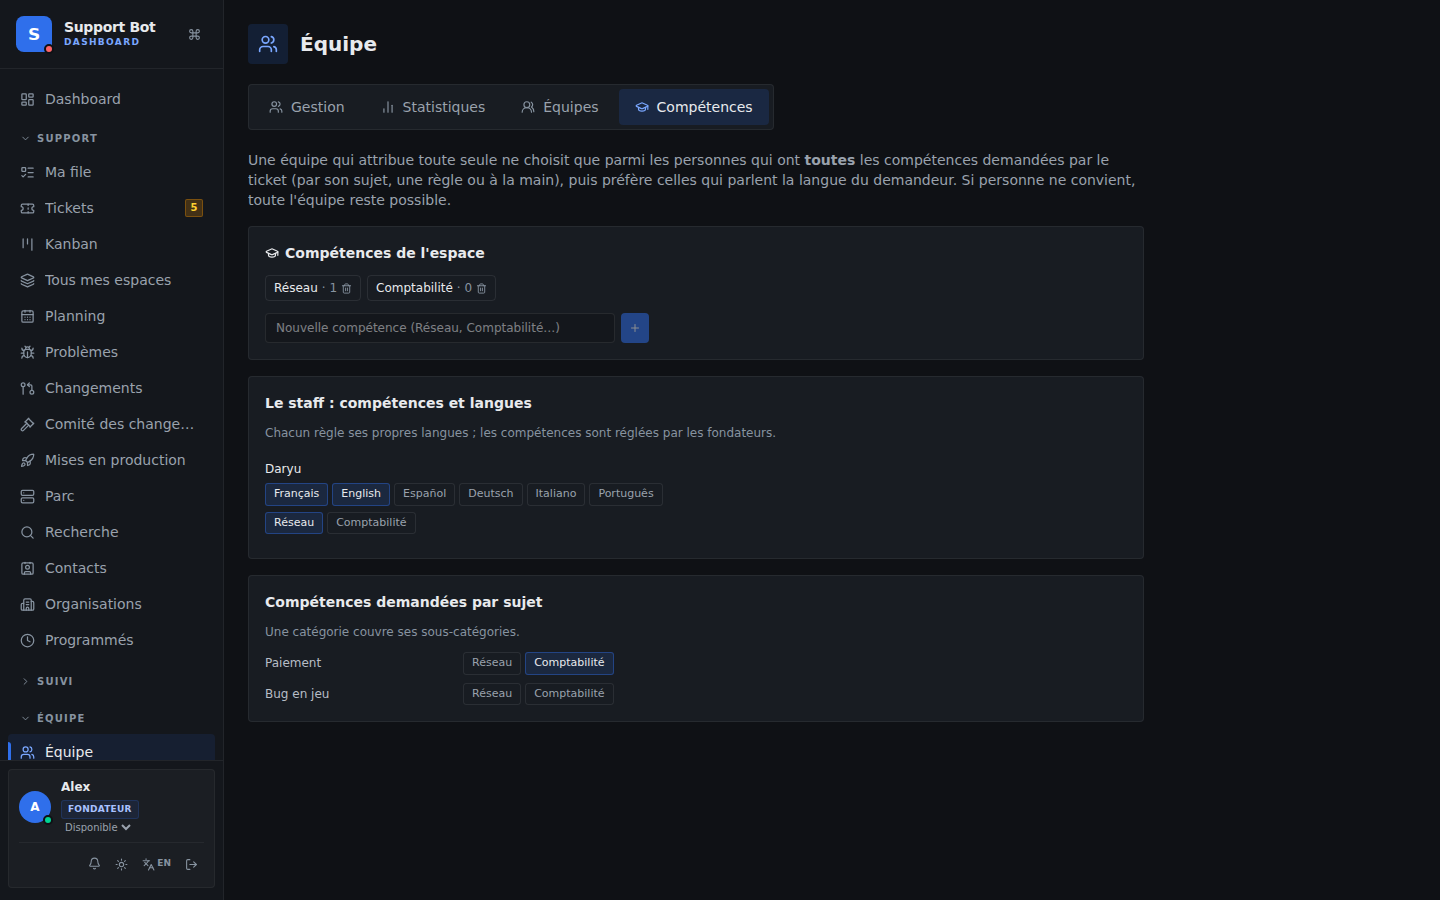 S
Support Bot
DASHBOARD
Dashboard
SUPPORT
Ma file
Tickets
5
Kanban
Tous mes espaces
Planning
Problèmes
Changements
Comité des change...
Mises en production
Parc
Recherche
Contacts
Organisations
Programmés
SUIVI
ÉQUIPE
Équipe
A
Alex
FONDATEUR
Disponible
EN
Équipe
Gestion
Statistiques
Équipes
Compétences
Une équipe qui attribue toute seule ne choisit que parmi les personnes qui ont toutes les compétences demandées par le
ticket (par son sujet, une règle ou à la main), puis préfère celles qui parlent la langue du demandeur. Si personne ne convient,
toute l'équipe reste possible.
Compétences de l'espace
Réseau · 1
Comptabilité · 0
Nouvelle compétence (Réseau, Comptabilité...)
+
Le staff : compétences et langues
Chacun règle ses propres langues ; les compétences sont réglées par les fondateurs.
Daryu
Français English Español Deutsch Italiano Português
Réseau Comptabilité
Compétences demandées par sujet
Une catégorie couvre ses sous-catégories.
Paiement Réseau Comptabilité
Bug en jeu Réseau Comptabilité